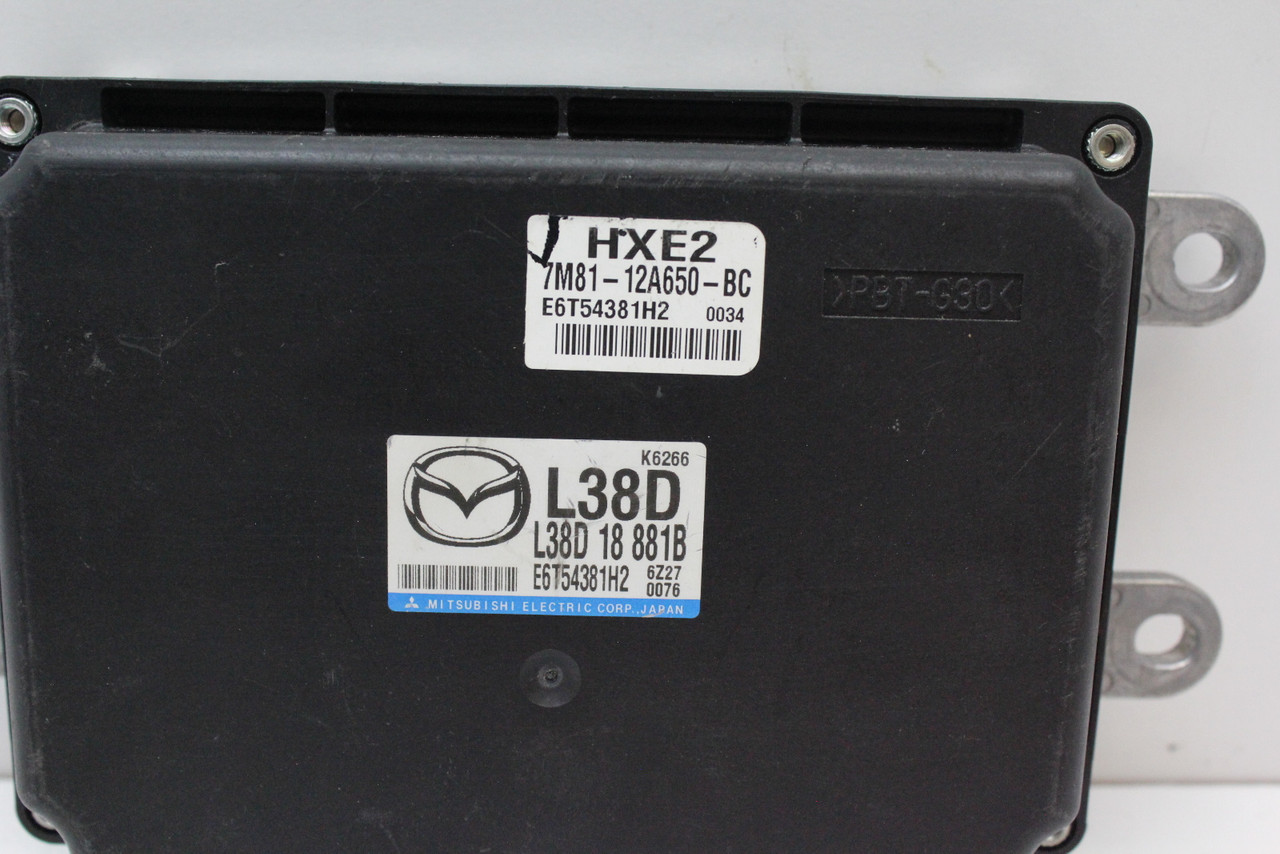 HXE2
7M81-12A650-BC
E6T54381H2 0034
>PBT-G30<
K6266
L38D
L38D 18 881B
E6T54381H2 6Z27
0076
MITSUBISHI ELECTRIC CORP., JAPAN